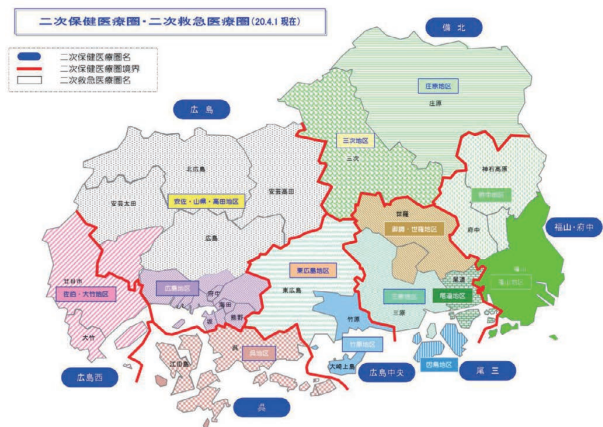 二次保健医療圏・二次救急医療圏(20.4.1 現在)
二次保健医療圏名
二次保健医療圏境界
二次救急医療圏名
備北
広島
庄原地区
庄原
三次地区
三次
神石高原
北広島
安芸高田
安芸太田
安佐・山県・高田地区
世羅
御調・世羅地区
府中
福山・府中
広島
東広島地区
東広島
廿日市
佐伯・大竹地区
大竹
広島地区
府中
海田
坂
熊野
三原地区
三原
尾道
尾道地区
福山
福山地区
竹原
竹原地区
大崎上島
因島地区
呉
呉地区
江田島
広島西
広島中央
尾三
呉